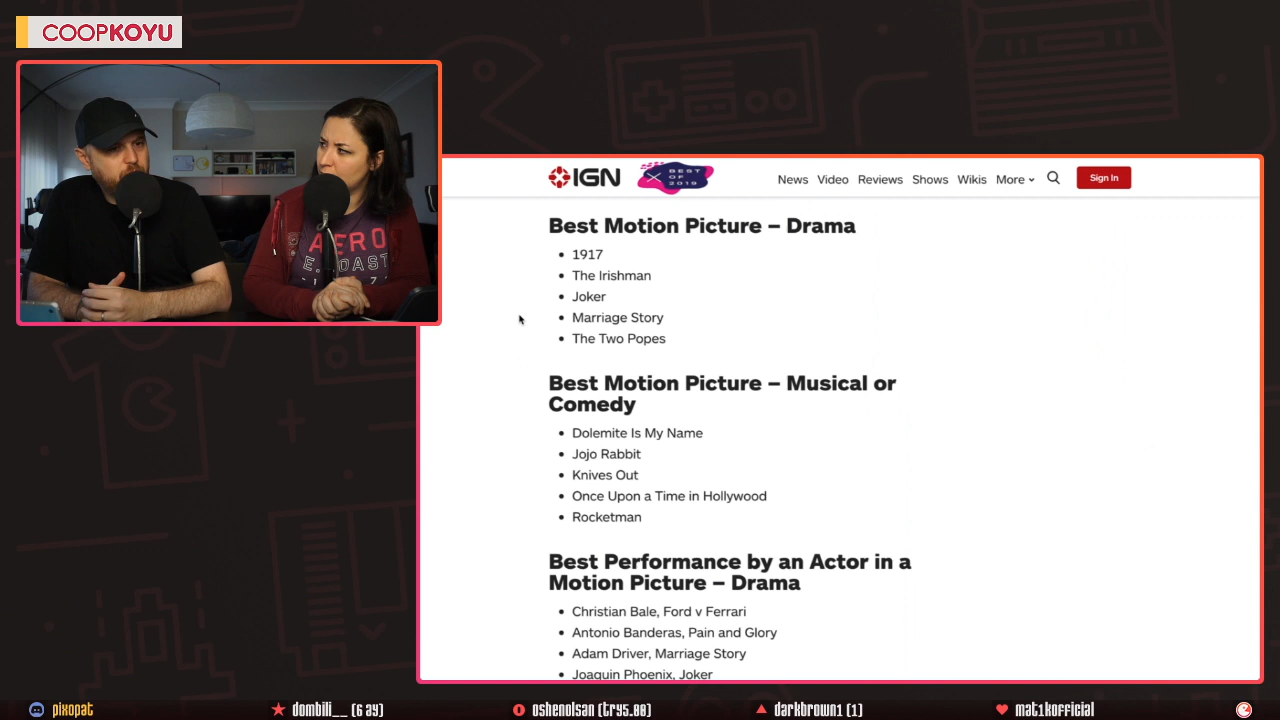 COOPKOYU
AERO
IGN
BEST
OF
2019
News Video Reviews Shows Wikis More
Sign In
Best Motion Picture – Drama
• 1917
• The Irishman
• Joker
• Marriage Story
• The Two Popes
Best Motion Picture – Musical or
Comedy
• Dolemite Is My Name
• Jojo Rabbit
• Knives Out
• Once Upon a Time in Hollywood
• Rocketman
Best Performance by an Actor in a
Motion Picture – Drama
• Christian Bale, Ford v Ferrari
• Antonio Banderas, Pain and Glory
• Adam Driver, Marriage Story
• Joaquin Phoenix, Joker
pixopat dombili__ (6 ay) oshenolsan (try5.00) darkbrown1 (1) mat1kofficial